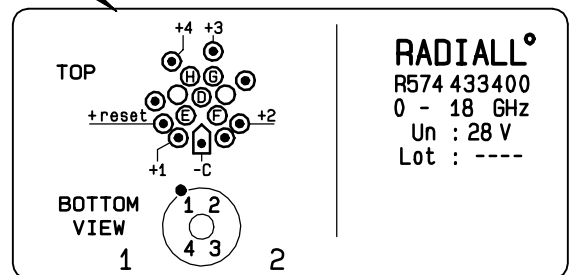 +4 +3
TOP
H G
D
+reset E F +2
+1 -C
BOTTOM
VIEW
1 2
4 3
1 2
RADIALL°
R574 433400
0 - 18 GHz
Un : 28 V
Lot : ----